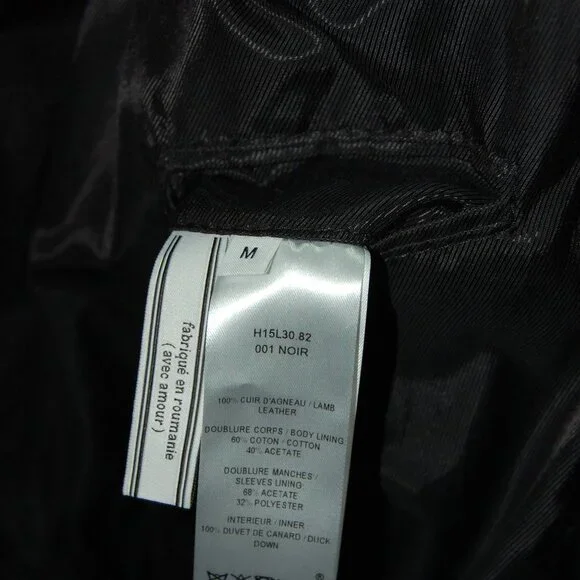 M
H15L30.82
001 NOIR
100% CUIR D'AGNEAU / LAMB
LEATHER
DOUBLURE CORPS / BODY LINING
60% COTON / COTTON
40% ACETATE
DOUBLURE MANCHES /
SLEEVES LINING
68% ACETATE
32% POLYESTER
INTERIEUR / INNER
100% DUVET DE CANARD / DUCK
DOWN
®
fabriqué en roumanie
(avec amour)